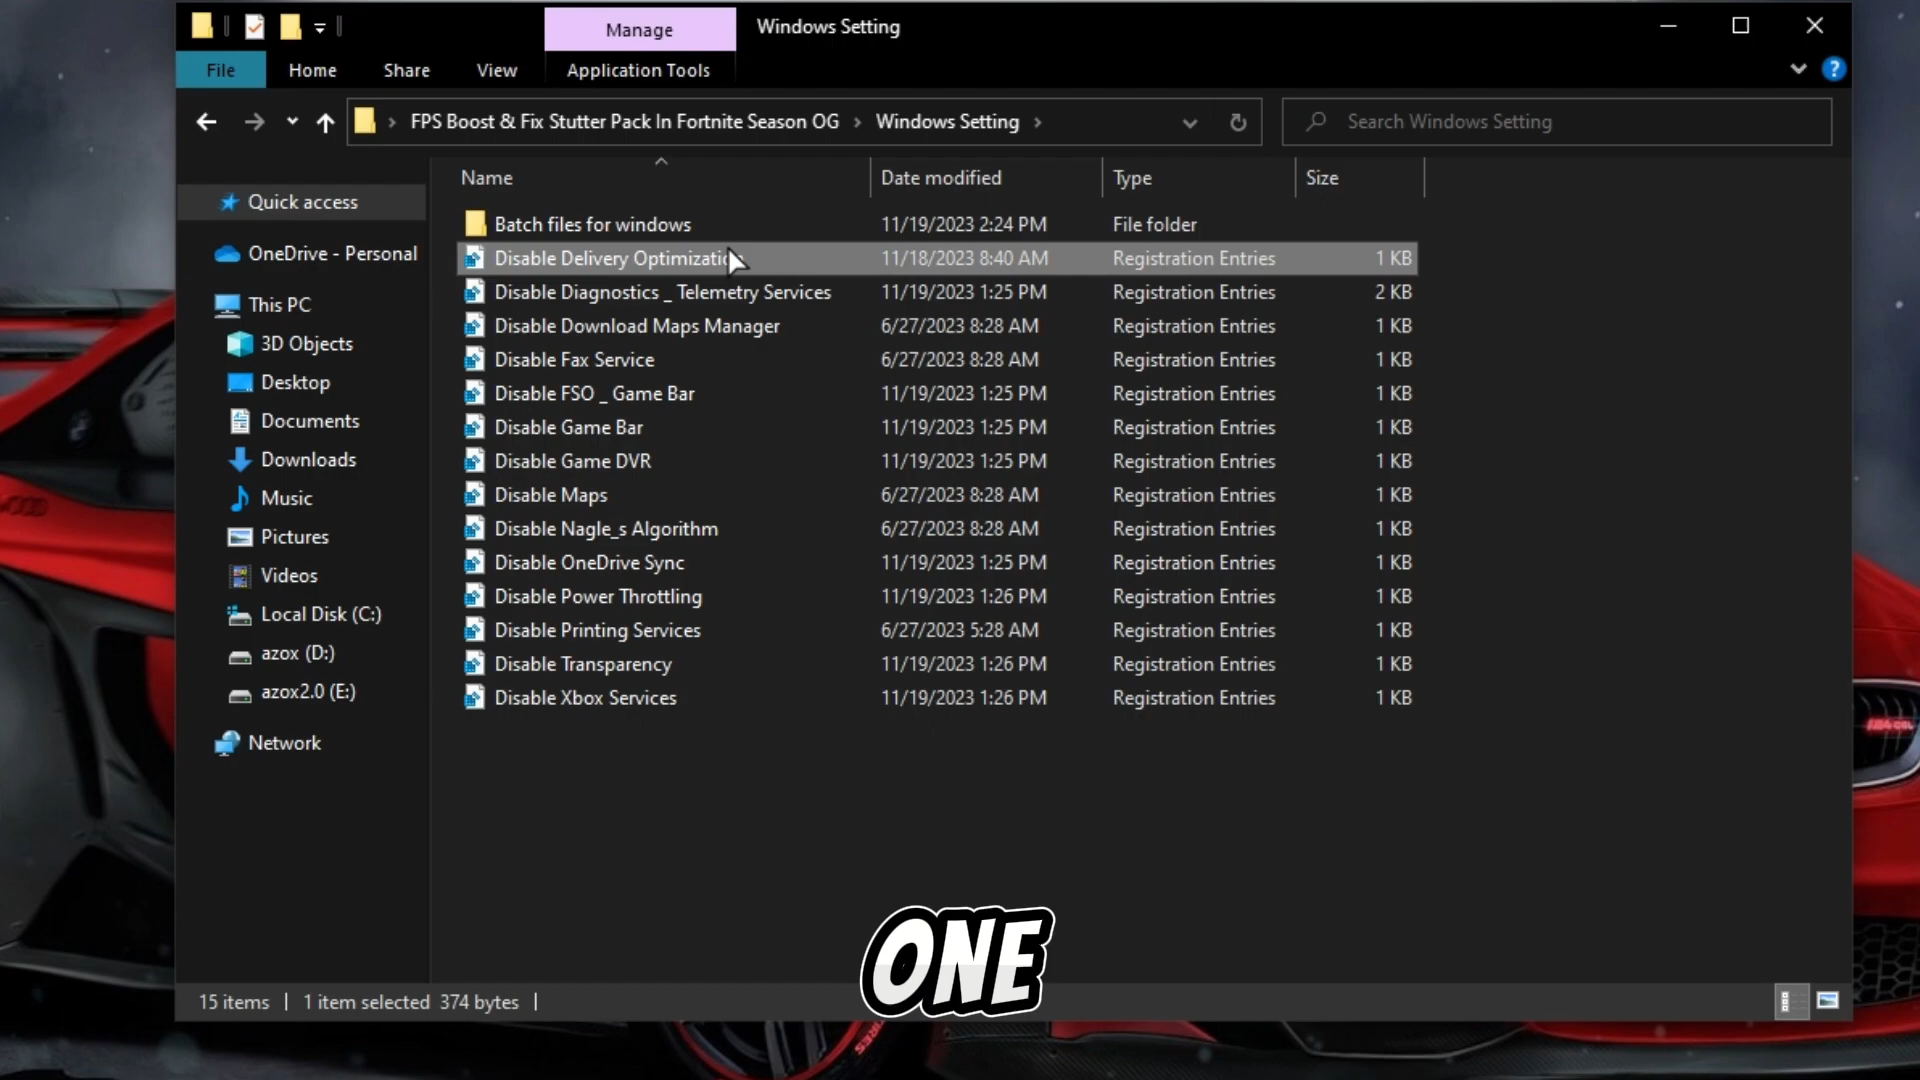 Manage
Windows Setting
File
Home
Share
View
Application Tools
?
FPS Boost & Fix Stutter Pack In Fortnite Season OG
Windows Setting
Search Windows Setting
Name
Date modified
Type
Size
Quick access
OneDrive - Personal
This PC
3D Objects
Desktop
Documents
Downloads
Music
Pictures
Videos
Local Disk (C:)
azox (D:)
azox2.0 (E:)
Network
Batch files for windows 11/19/2023 2:24 PM File folder
Disable Delivery 11/18/2023 8:40 AM Registration Entries 1 KB
Disable Diagnostics _ Telemetry Services 11/19/2023 1:25 PM Registration Entries 2 KB
Disable Download Maps Manager 6/27/2023 8:28 AM Registration Entries 1 KB
Disable Fax Service 6/27/2023 8:28 AM Registration Entries 1 KB
Disable FSO _ Game Bar 11/19/2023 1:25 PM Registration Entries 1 KB
Disable Game Bar 11/19/2023 1:25 PM Registration Entries 1 KB
Disable Game DVR 11/19/2023 1:25 PM Registration Entries 1 KB
Disable Maps 6/27/2023 8:28 AM Registration Entries 1 KB
Disable Nagle_s Algorithm 6/27/2023 8:28 AM Registration Entries 1 KB
Disable OneDrive Sync 11/19/2023 1:25 PM Registration Entries 1 KB
Disable Power Throttling 11/19/2023 1:26 PM Registration Entries 1 KB
Disable Printing Services 6/27/2023 5:28 AM Registration Entries 1 KB
Disable Transparency 11/19/2023 1:26 PM Registration Entries 1 KB
Disable Xbox Services 11/19/2023 1:26 PM Registration Entries 1 KB
ONE
15 items
1 item selected 374 bytes